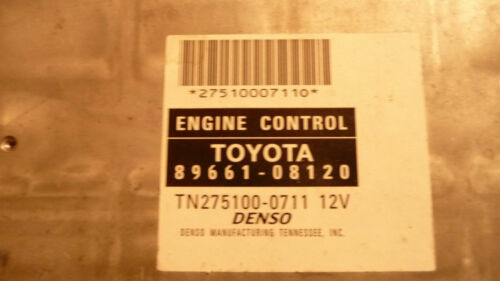 *27510007110*
ENGINE CONTROL
TOYOTA
89661-08120
TN275100-0711 12V
DENSO
DENSO MANUFACTURING TENNESSEE, INC.